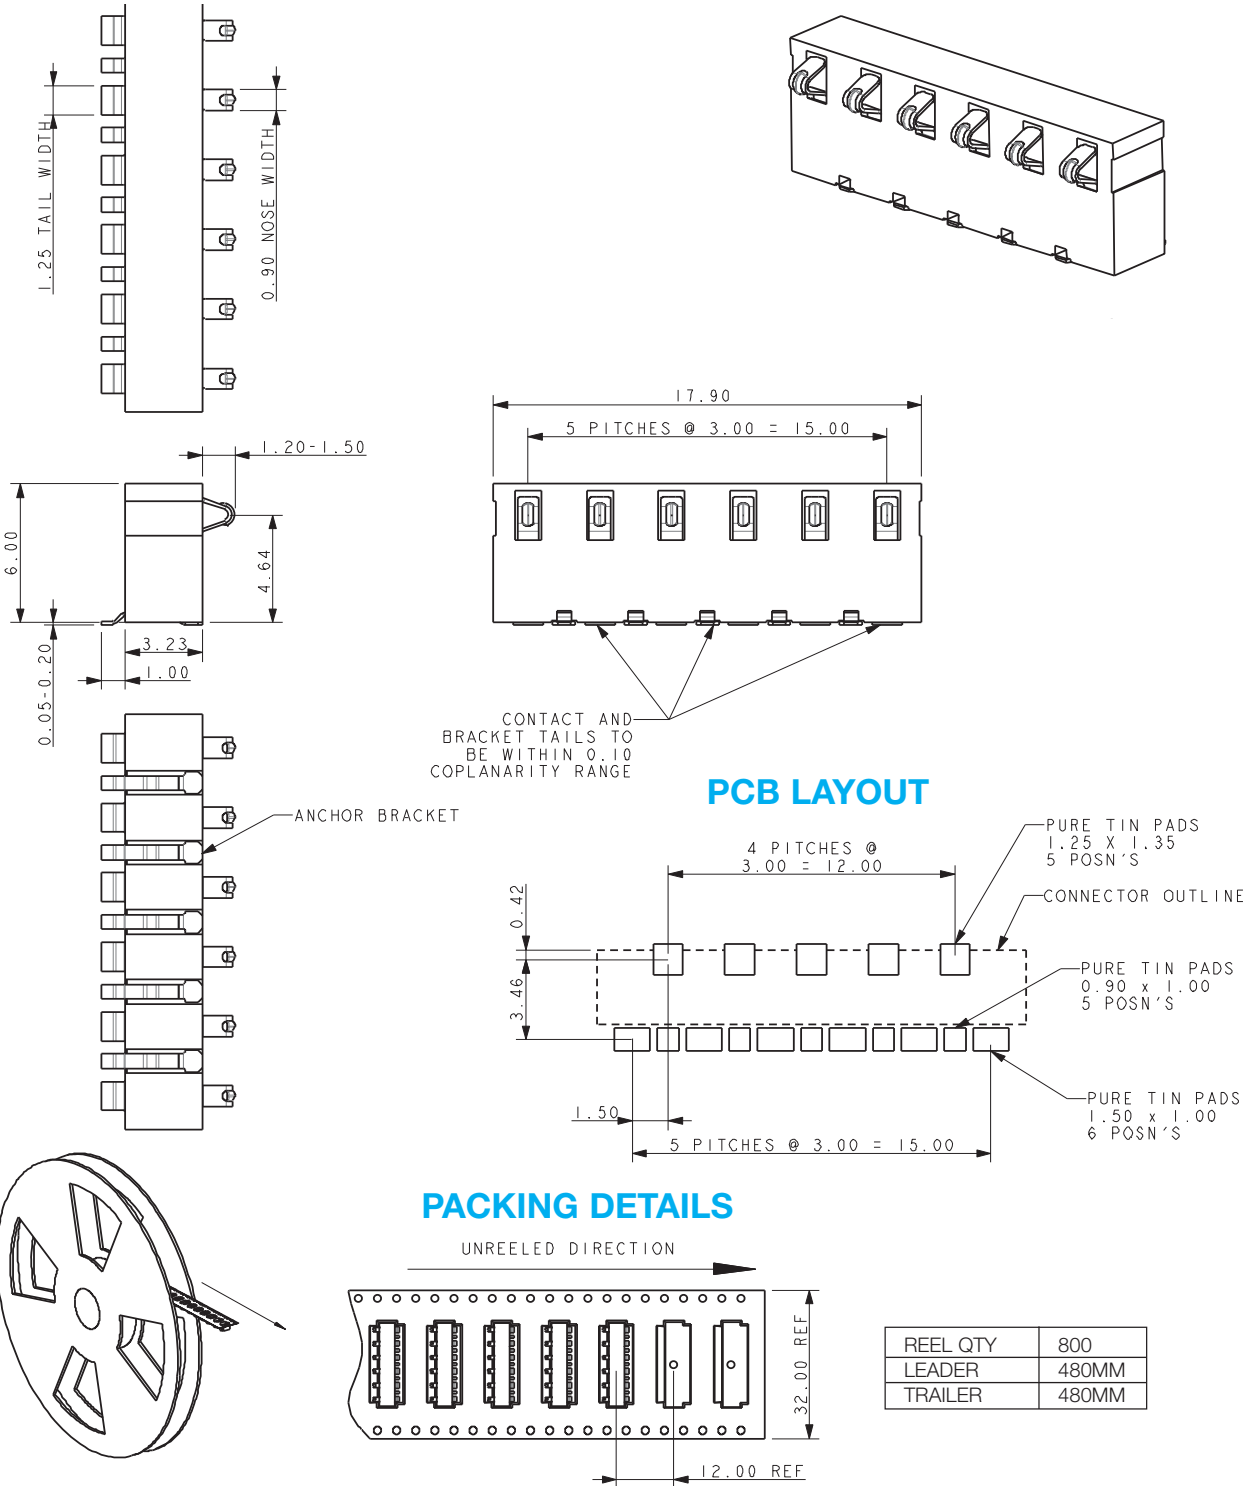 1.25 TAIL WIDTH
0.90 NOSE WIDTH
17.90
5 PITCHES @ 3.00 = 15.00
1.20-1.50
6.00
4.64
3.23
1.00
0.05-0.20
CONTACT AND
BRACKET TAILS TO
BE WITHIN 0.10
COPLANARITY RANGE
ANCHOR BRACKET
PCB LAYOUT
4 PITCHES @
3.00 = 12.00
PURE TIN PADS
1.25 X 1.35
5 POSN'S
CONNECTOR OUTLINE
0.42
3.46
PURE TIN PADS
0.90 x 1.00
5 POSN'S
PURE TIN PADS
1.50 x 1.00
6 POSN'S
1.50
5 PITCHES @ 3.00 = 15.00
PACKING DETAILS
UNREELED DIRECTION
32.00 REF
12.00 REF
REEL QTY 800
LEADER 480MM
TRAILER 480MM